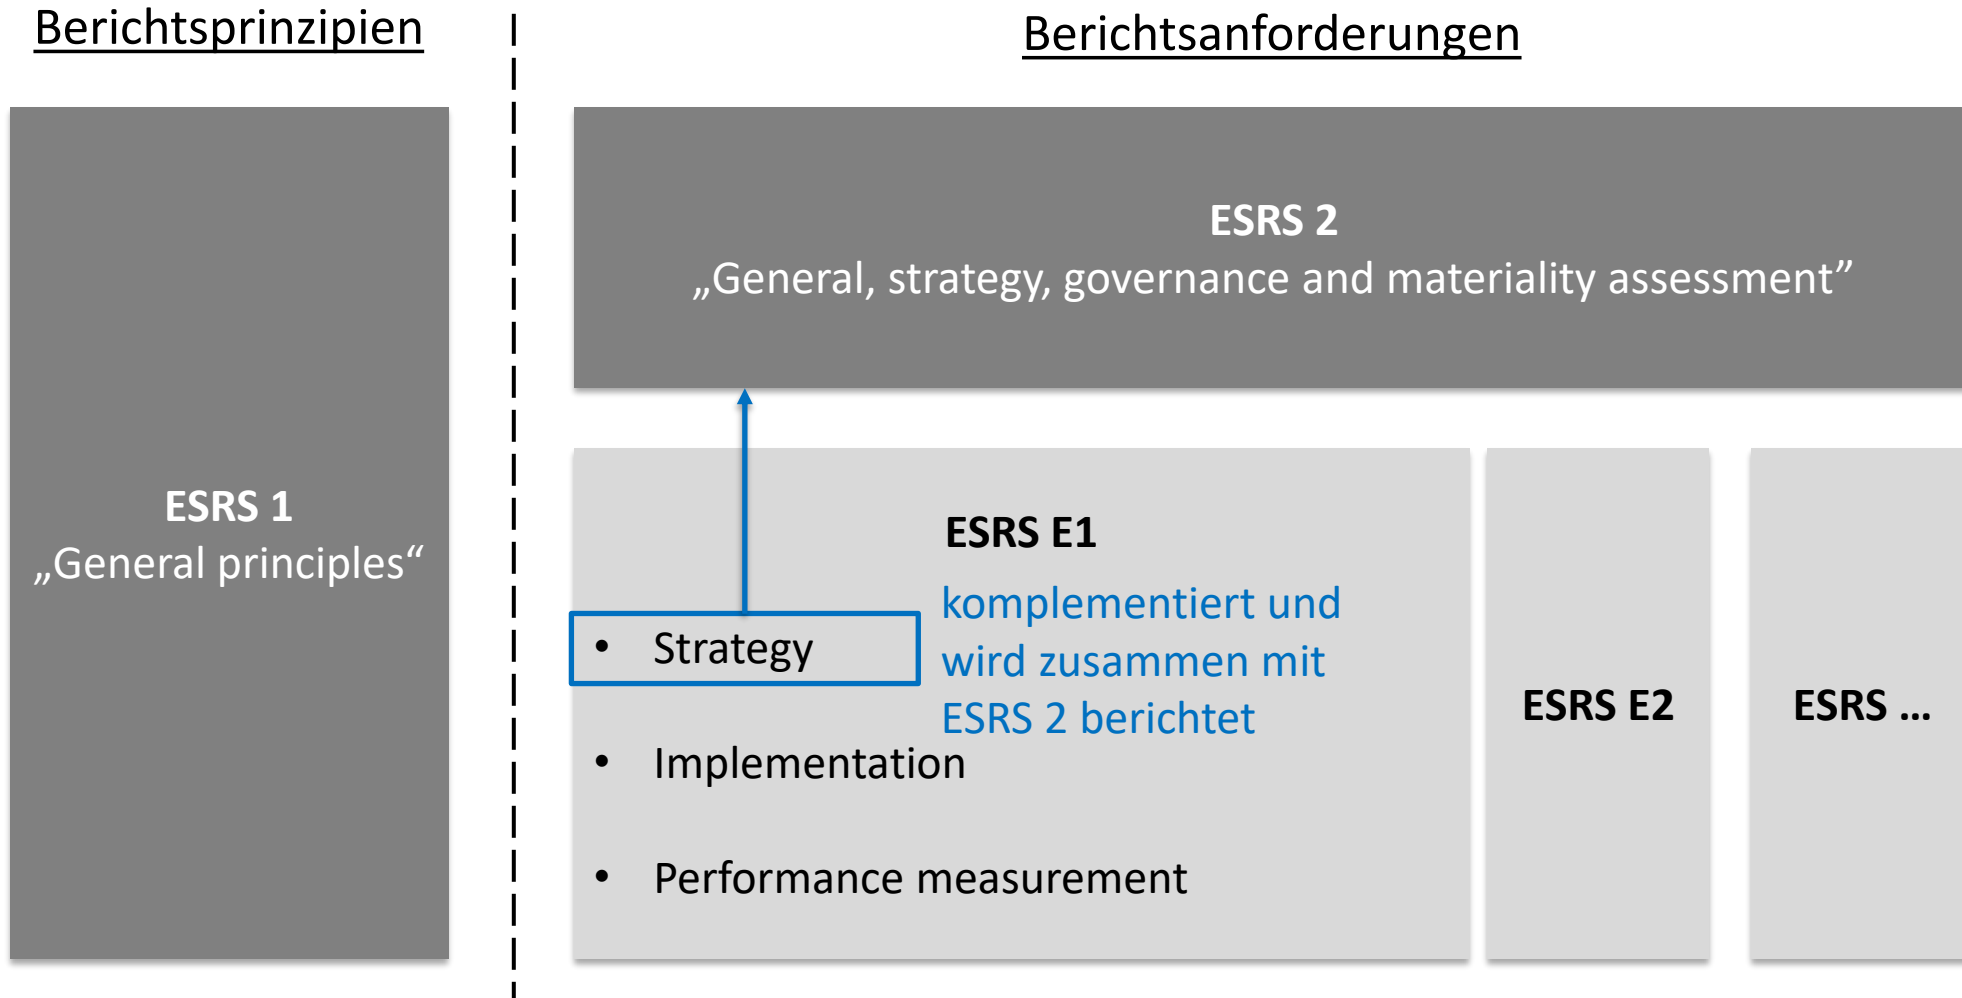 Berichtsprinzipien
Berichtsanforderungen
ESRS 1
„General principles“
ESRS 2
„General, strategy, governance and materiality assessment”
ESRS E1
komplementiert und
wird zusammen mit
ESRS 2 berichtet
• Strategy
• Implementation
• Performance measurement
ESRS E2
ESRS ...